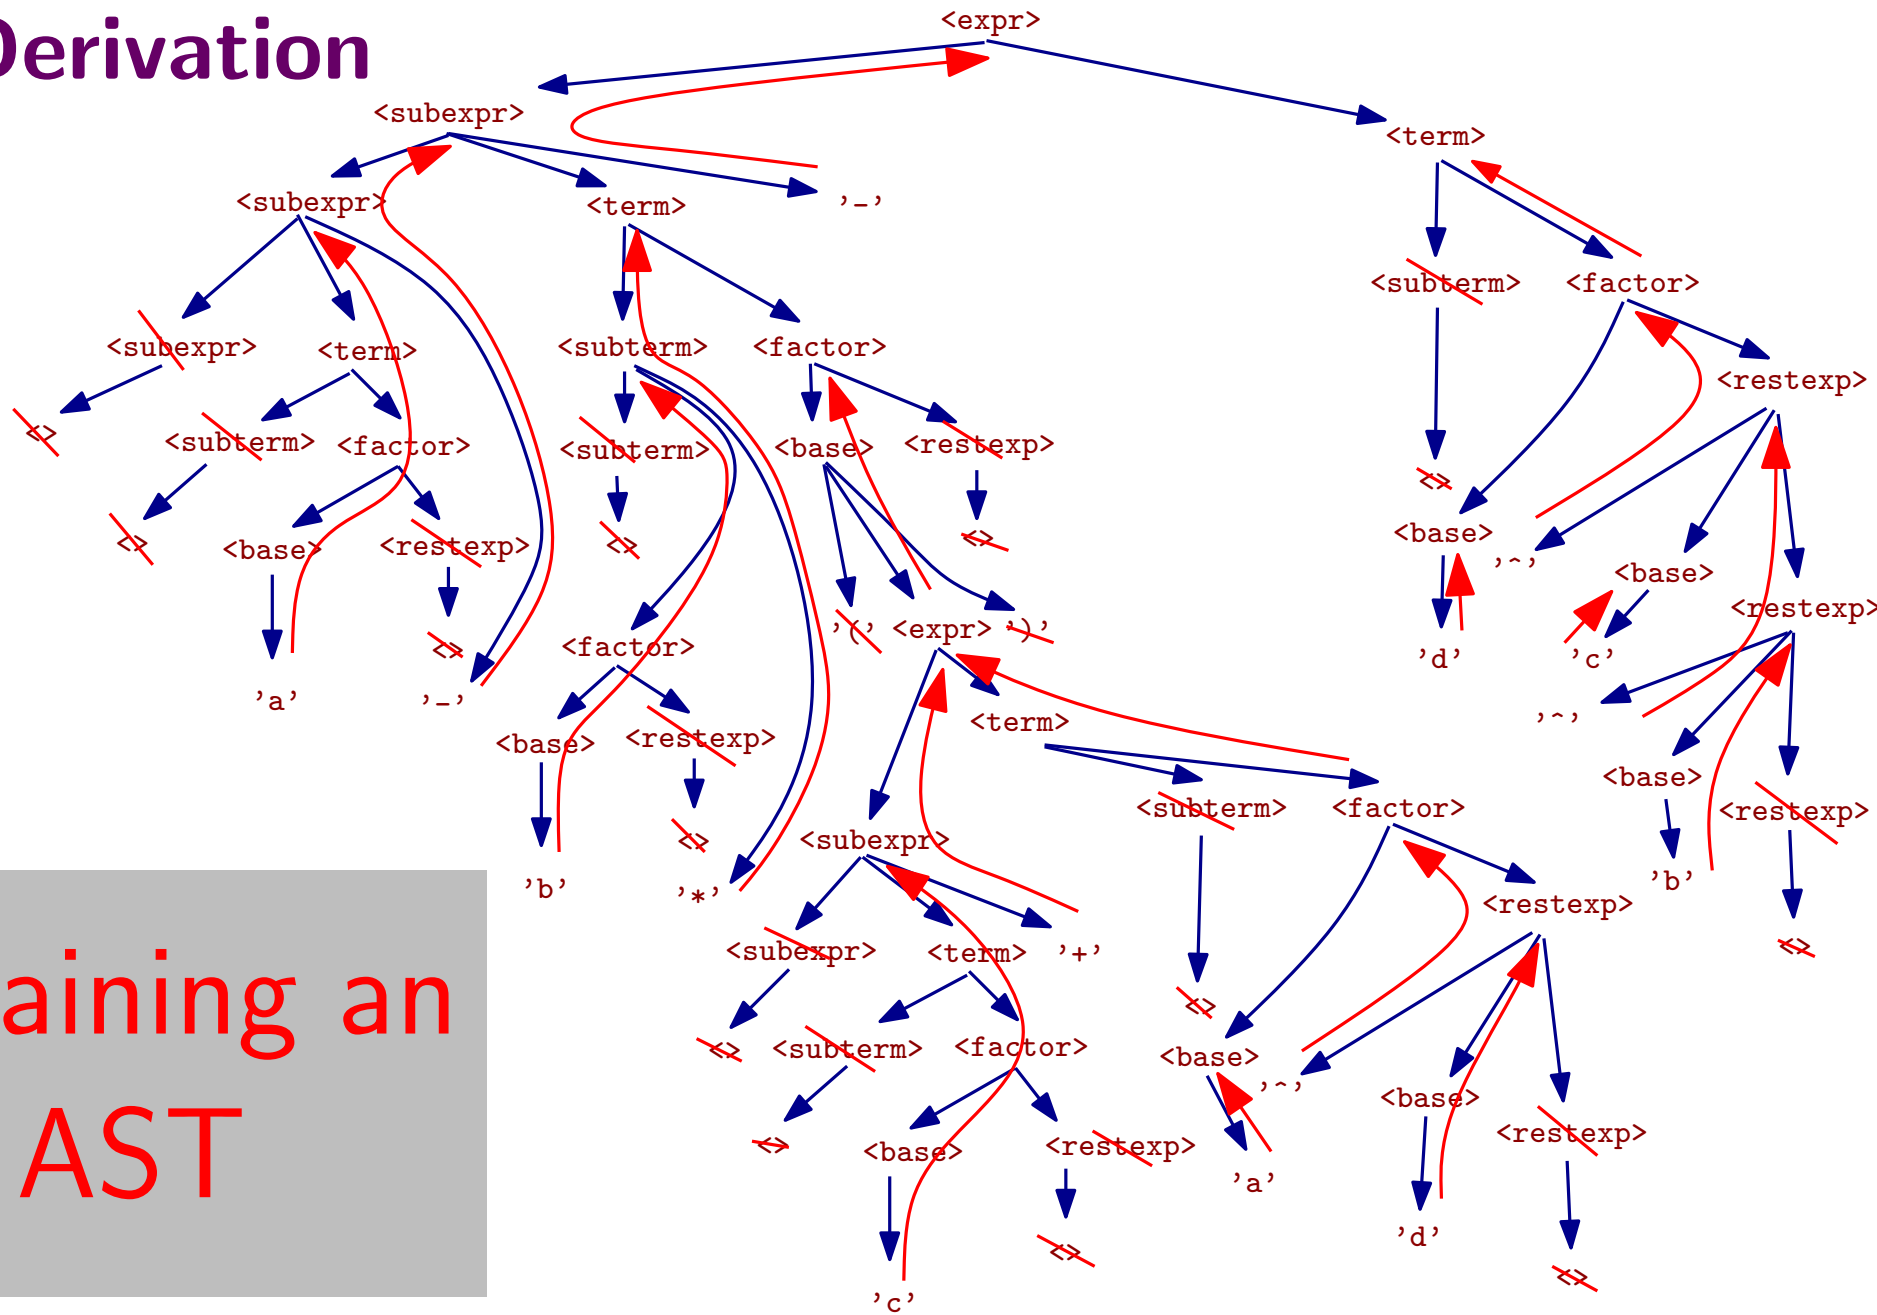 Derivation
<expr>
<subexpr>
<term>
<subexpr> <term> '-'
<subterm> <factor>
<subexpr> <term> <subterm> <factor>
<restexp>
<> <subterm> <factor> <subterm> <base> <restexp>
<>
<> <base> <restexp> <> <> <base> '^'
<base>
<restexp>
'(' <expr> ')'
<> <factor> 'd' 'c'
'a' '-' '^'
<term>
<base> <restexp>
<base>
<subterm> <factor> <restexp>
<> <subexpr>
'b' '*' 'b'
<restexp>
<subexpr> <term> '+' <>
<>
<> <subterm> <factor> <base> '^'
<base>
<> <base> <restexp> <restexp>
'a'
'd'
<>
<>
'c'
aining an
AST